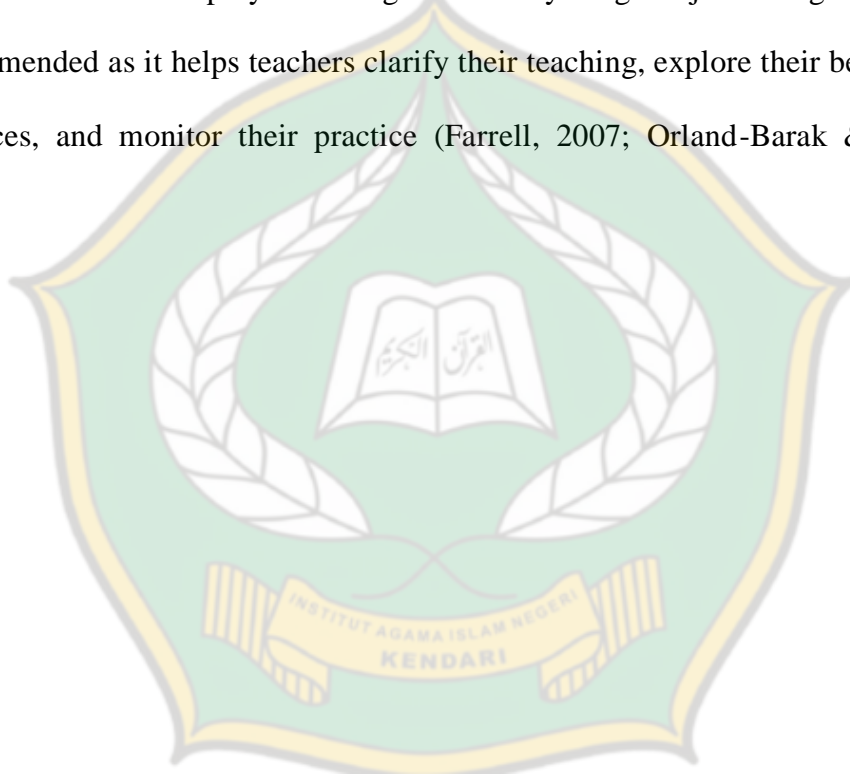 mended as it helps teachers clarify their teaching, explore their be
ces, and monitor their practice (Farrell, 2007; Orland-Barak &
القرآن الكريم
INSTITUT AGAMA ISLAM NEGERI
KENDARI